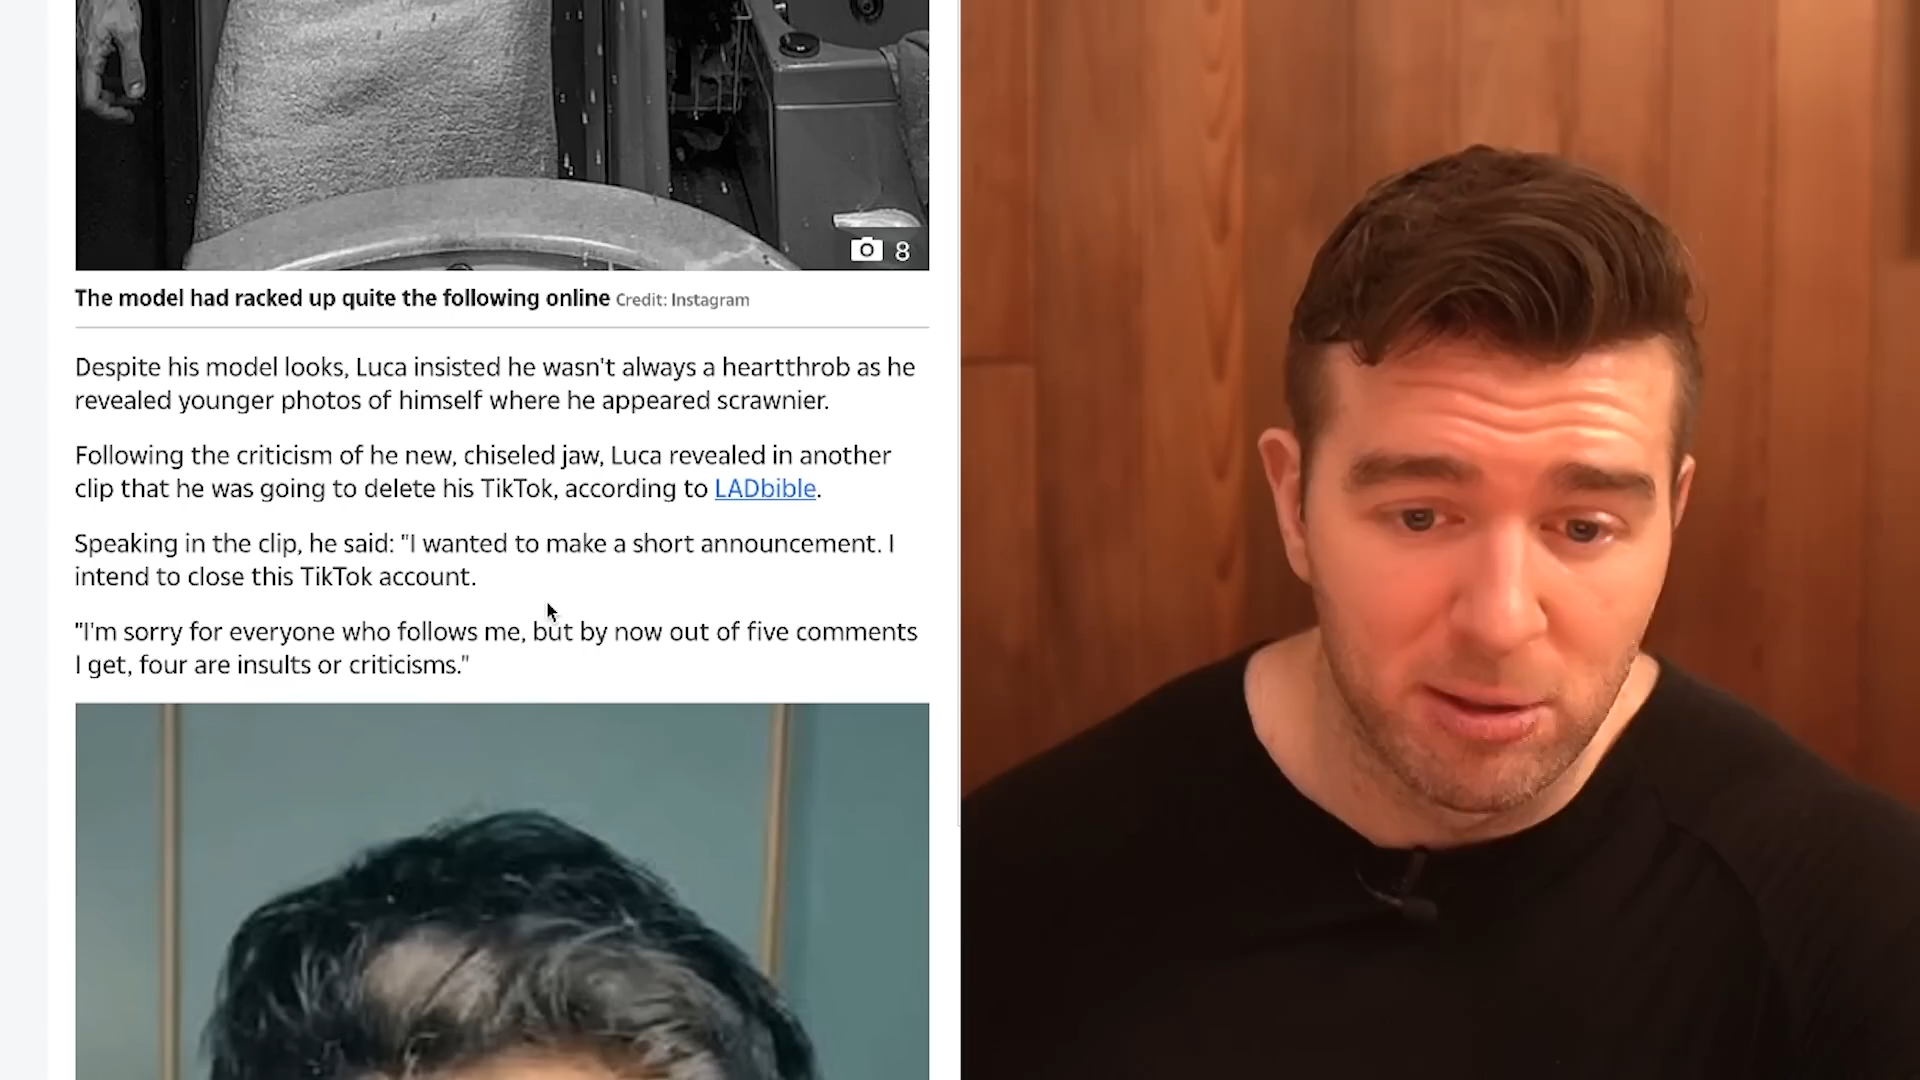 8
The model had racked up quite the following online Credit: Instagram
Despite his model looks, Luca insisted he wasn't always a heartthrob as he
revealed younger photos of himself where he appeared scrawnier.
Following the criticism of he new, chiseled jaw, Luca revealed in another
clip that he was going to delete his TikTok, according to LADbible.
Speaking in the clip, he said: "I wanted to make a short announcement. I
intend to close this TikTok account.
"I'm sorry for everyone who follows me, but by now out of five comments
I get, four are insults or criticisms."